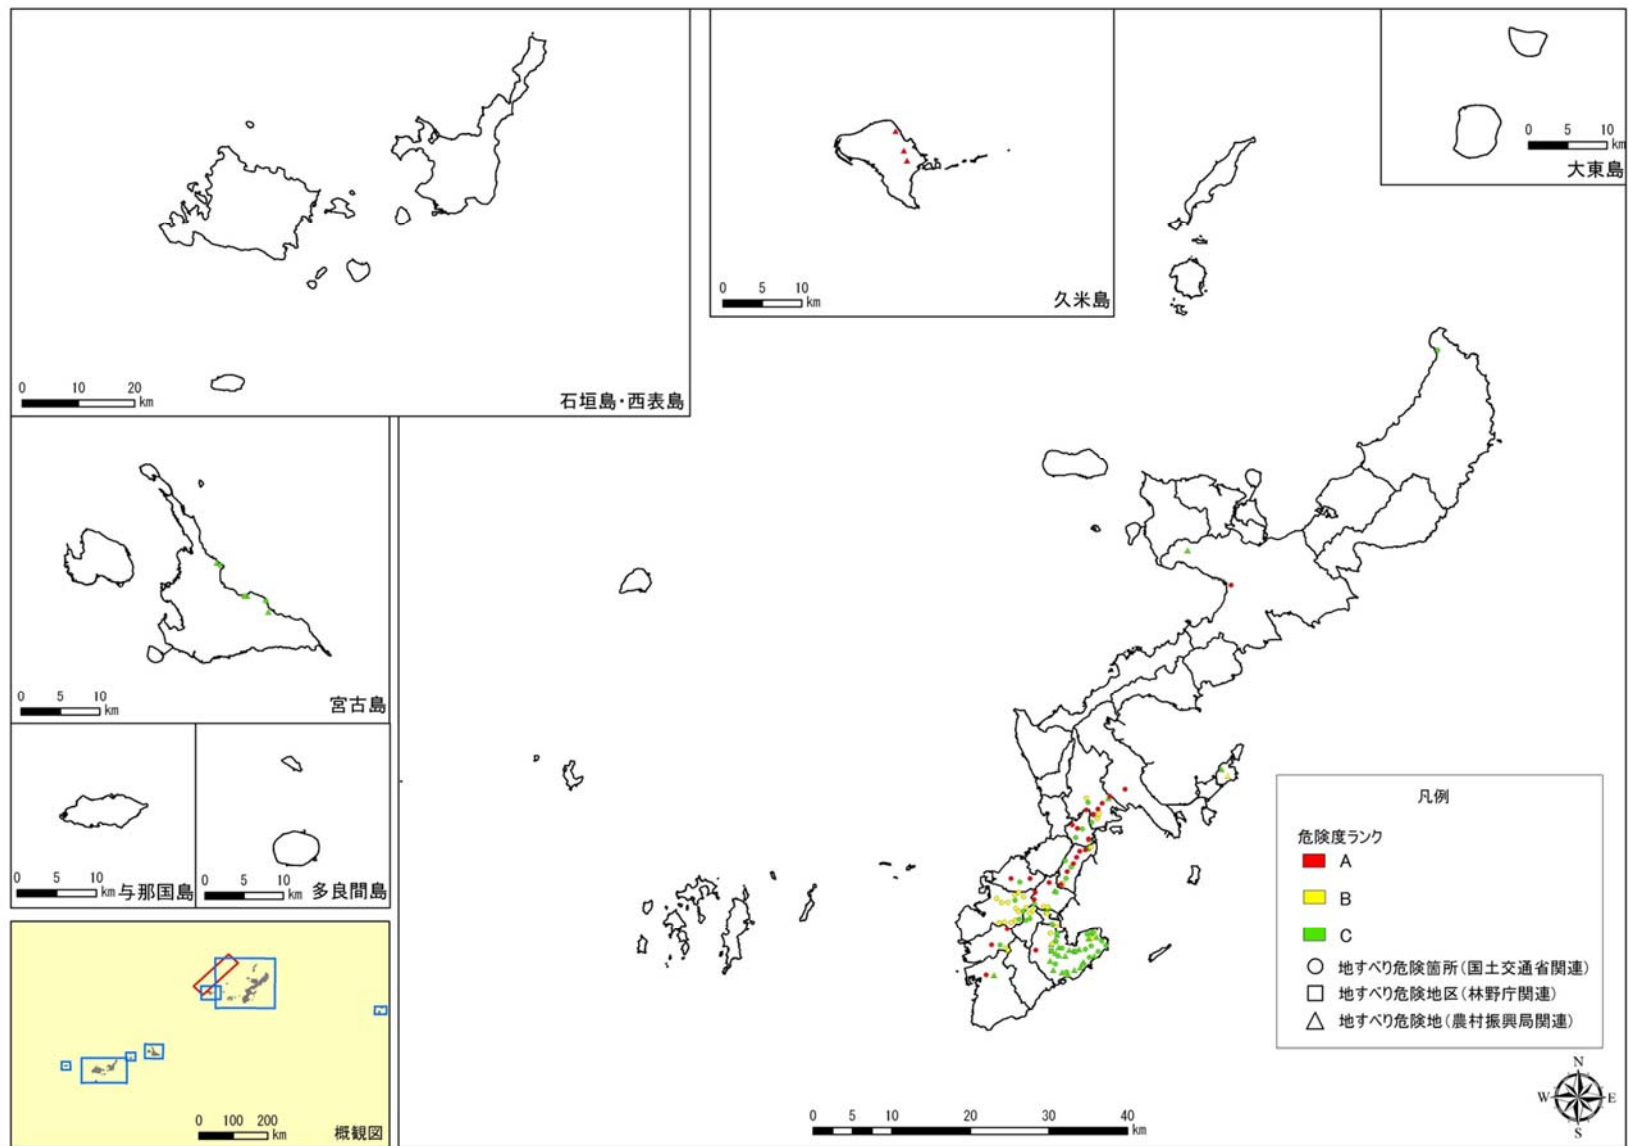 0 5 10
km
大東島
0 5 10
km
久米島
0 10 20
km
石垣島・西表島
0 5 10
km
宮古島
0 5 10
km
与那国島
0 5 10
km
多良間島
凡例
危険度ランク
A
B
C
地すべり危険箇所(国土交通省関連)
地すべり危険地区(林野庁関連)
地すべり危険地(農村振興局関連)
N
W E
S
0 100 200
km
概観図
0 5 10 20 30 40
km